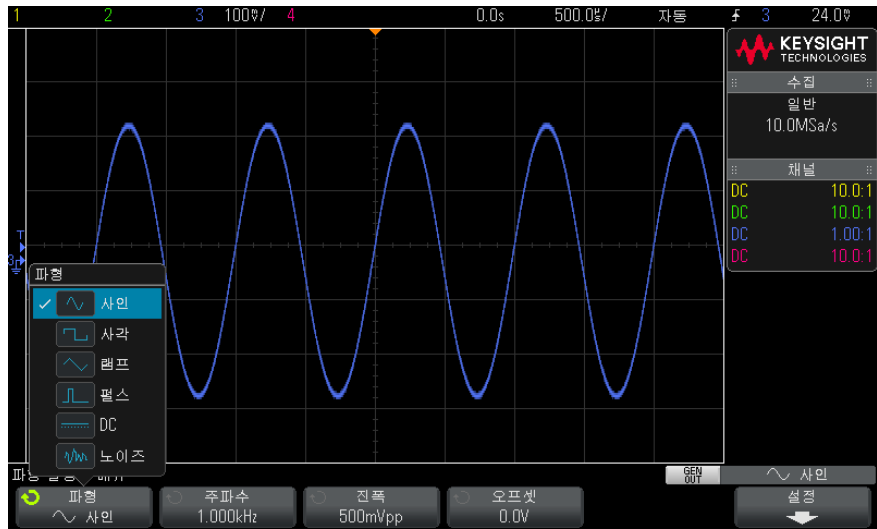 1 2 3 100▽/ 4 0.0s 500.0㎲/ 자동 3 24.0▽
KEYSIGHT
TECHNOLOGIES
수집
일반
10.0MSa/s
채널
DC 10.0:1
DC 10.0:1
DC 1.00:1
DC 10.0:1
T
3
파형
사인
사각
램프
펄스
DC
노이즈
GEN
OUT
사인
파형
사인
주파수
1.000kHz
진폭
500mVpp
오프셋
0.0V
설정